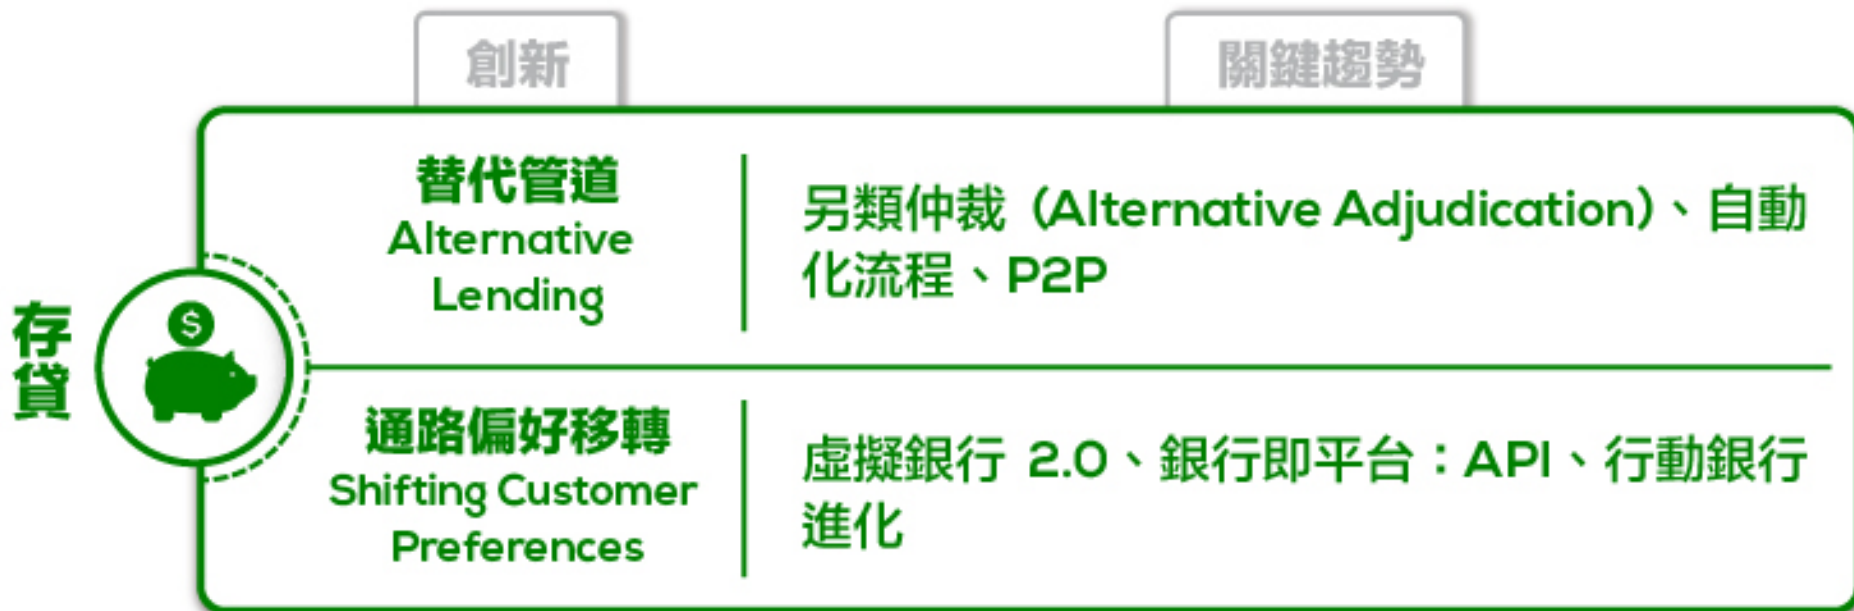 創新
關鍵趨勢
存貸
$
替代管道
Alternative
Lending
另類仲裁 (Alternative Adjudication)、自動
化流程、P2P
通路偏好移轉
Shifting Customer
Preferences
虛擬銀行 2.0、銀行即平台：API、行動銀行
進化